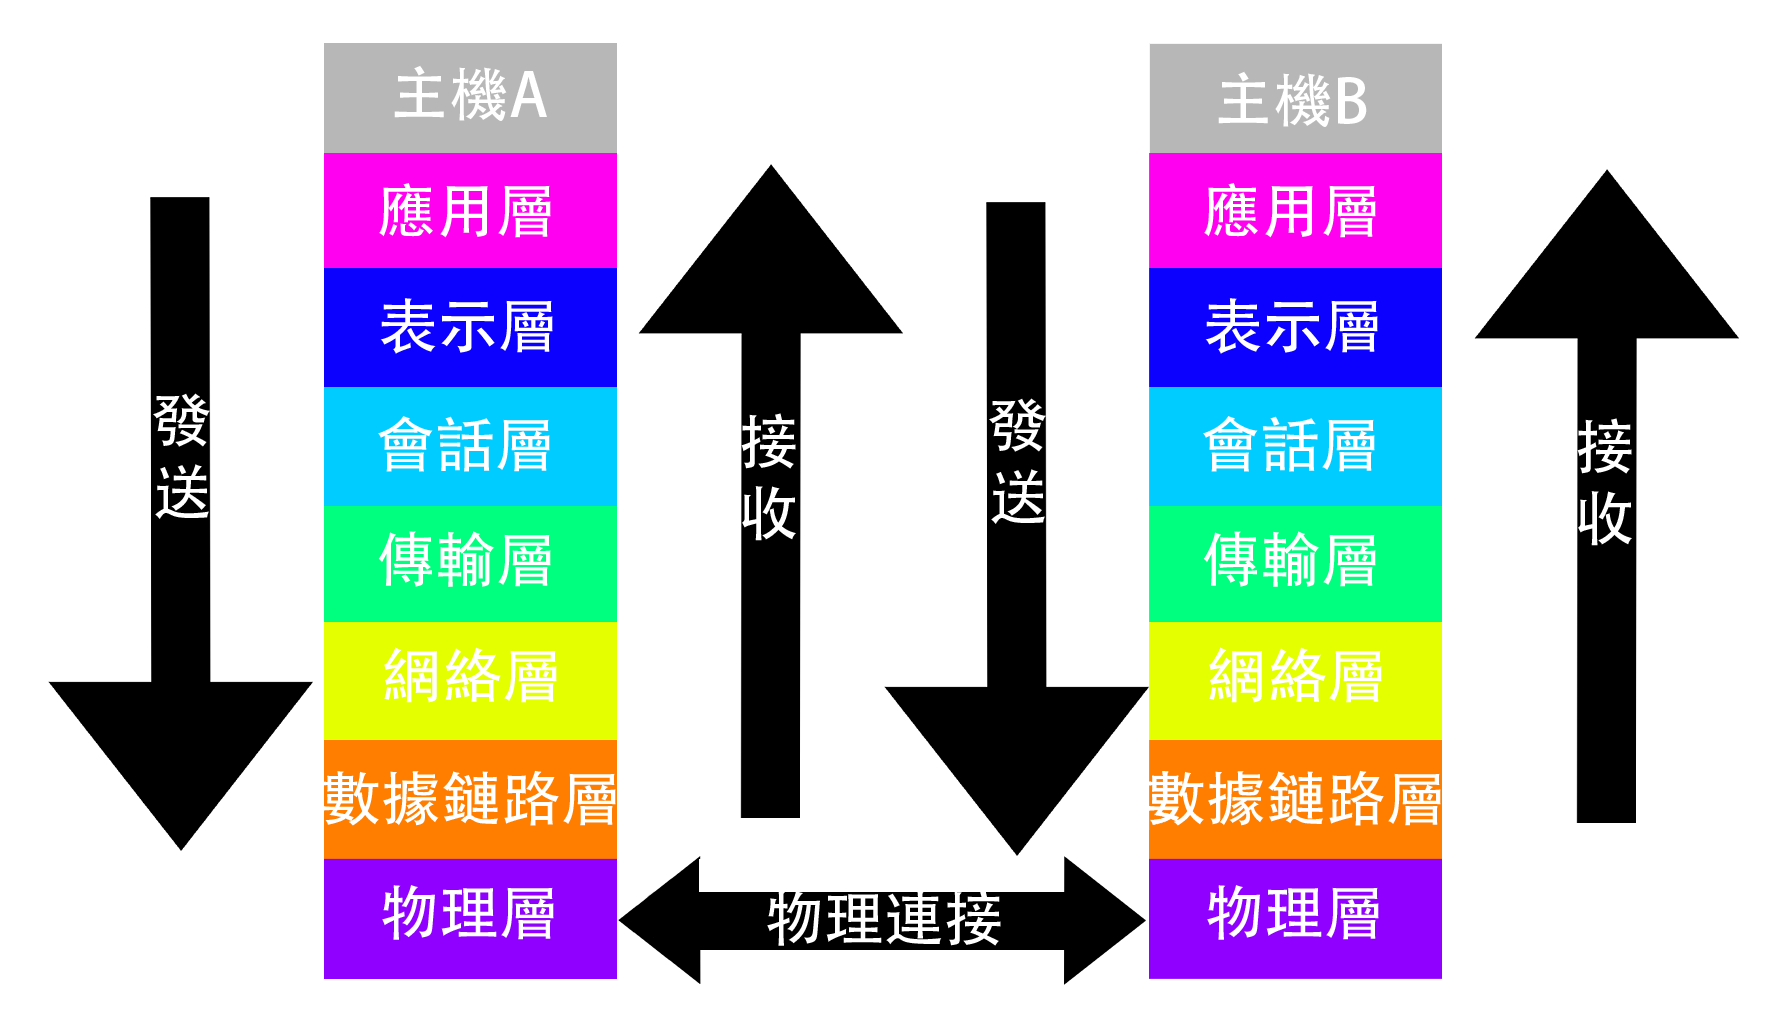 主機A
應用層
表示層
會話層
傳輸層
網絡層
數據鏈路層
物理層
發送
接收
物理連接
發送
主機B
應用層
表示層
會話層
傳輸層
網絡層
數據鏈路層
物理層
接收